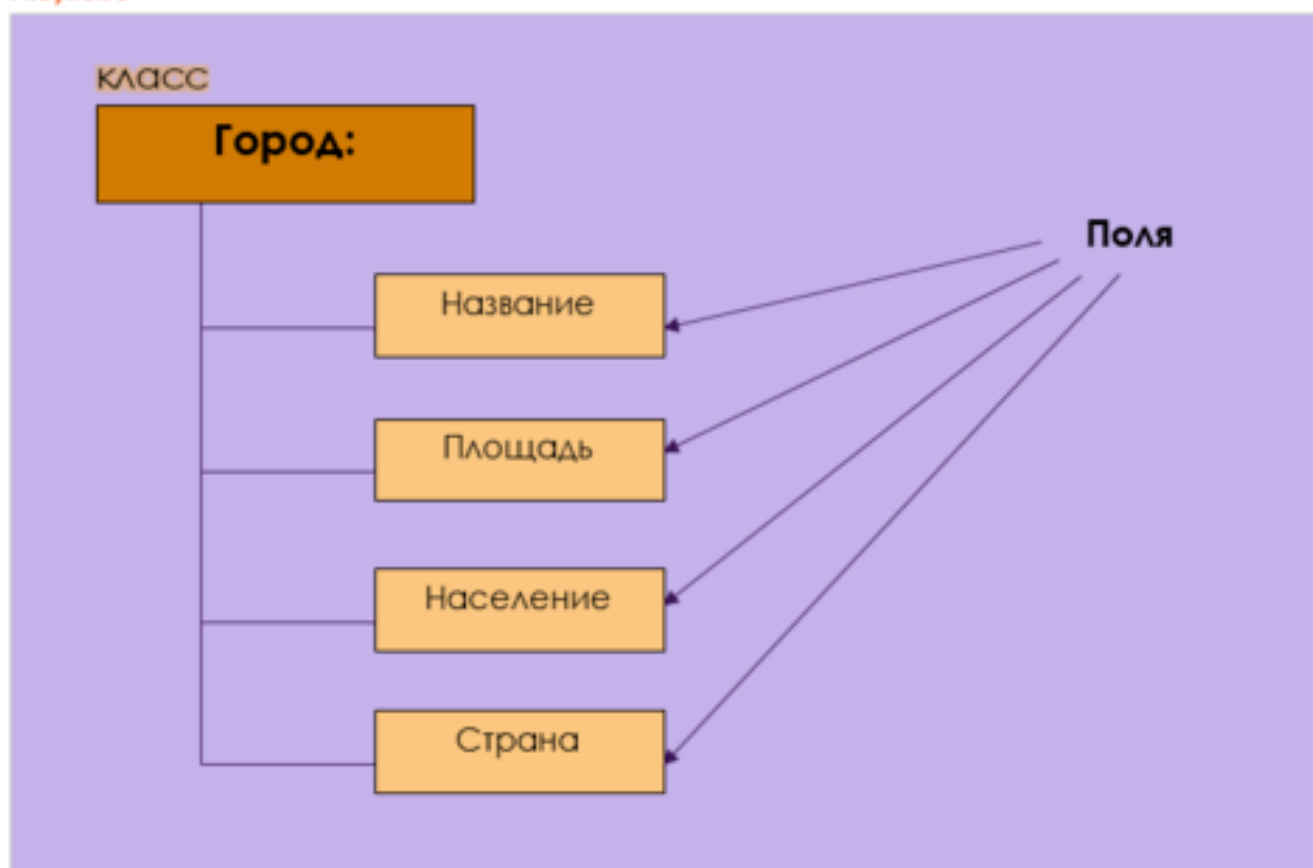 класс
Город:
Поля
Название
Площадь
Население
Страна